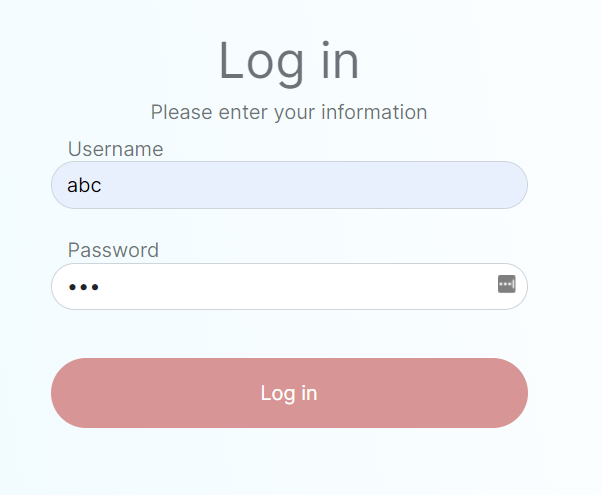 Log in
Please enter your information
Username
abc
Password
•••
Log in